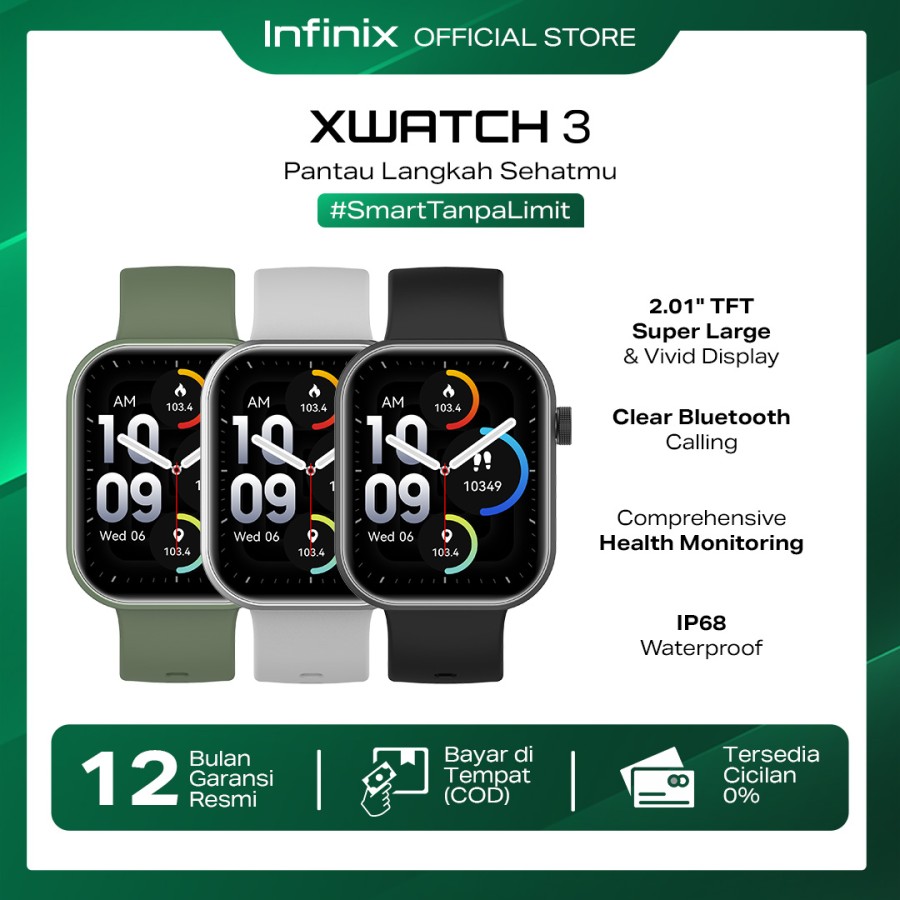 Infinix OFFICIAL STORE
XWATCH 3
Pantau Langkah Sehatmu
#SmartTanpaLimit
2.01" TFT
Super Large
& Vivid Display
Clear Bluetooth
Calling
Comprehensive
Health Monitoring
IP68
Waterproof
AM
103.4
10
09
Wed 06
103.4
AM
103.4
10
09
Wed 06
103.4
AM
103.4
10
09
10349
Wed 06
103.4
12
Bulan
Garansi
Resmi
Bayar di
Tempat
(COD)
Tersedia
Cicilan
0%